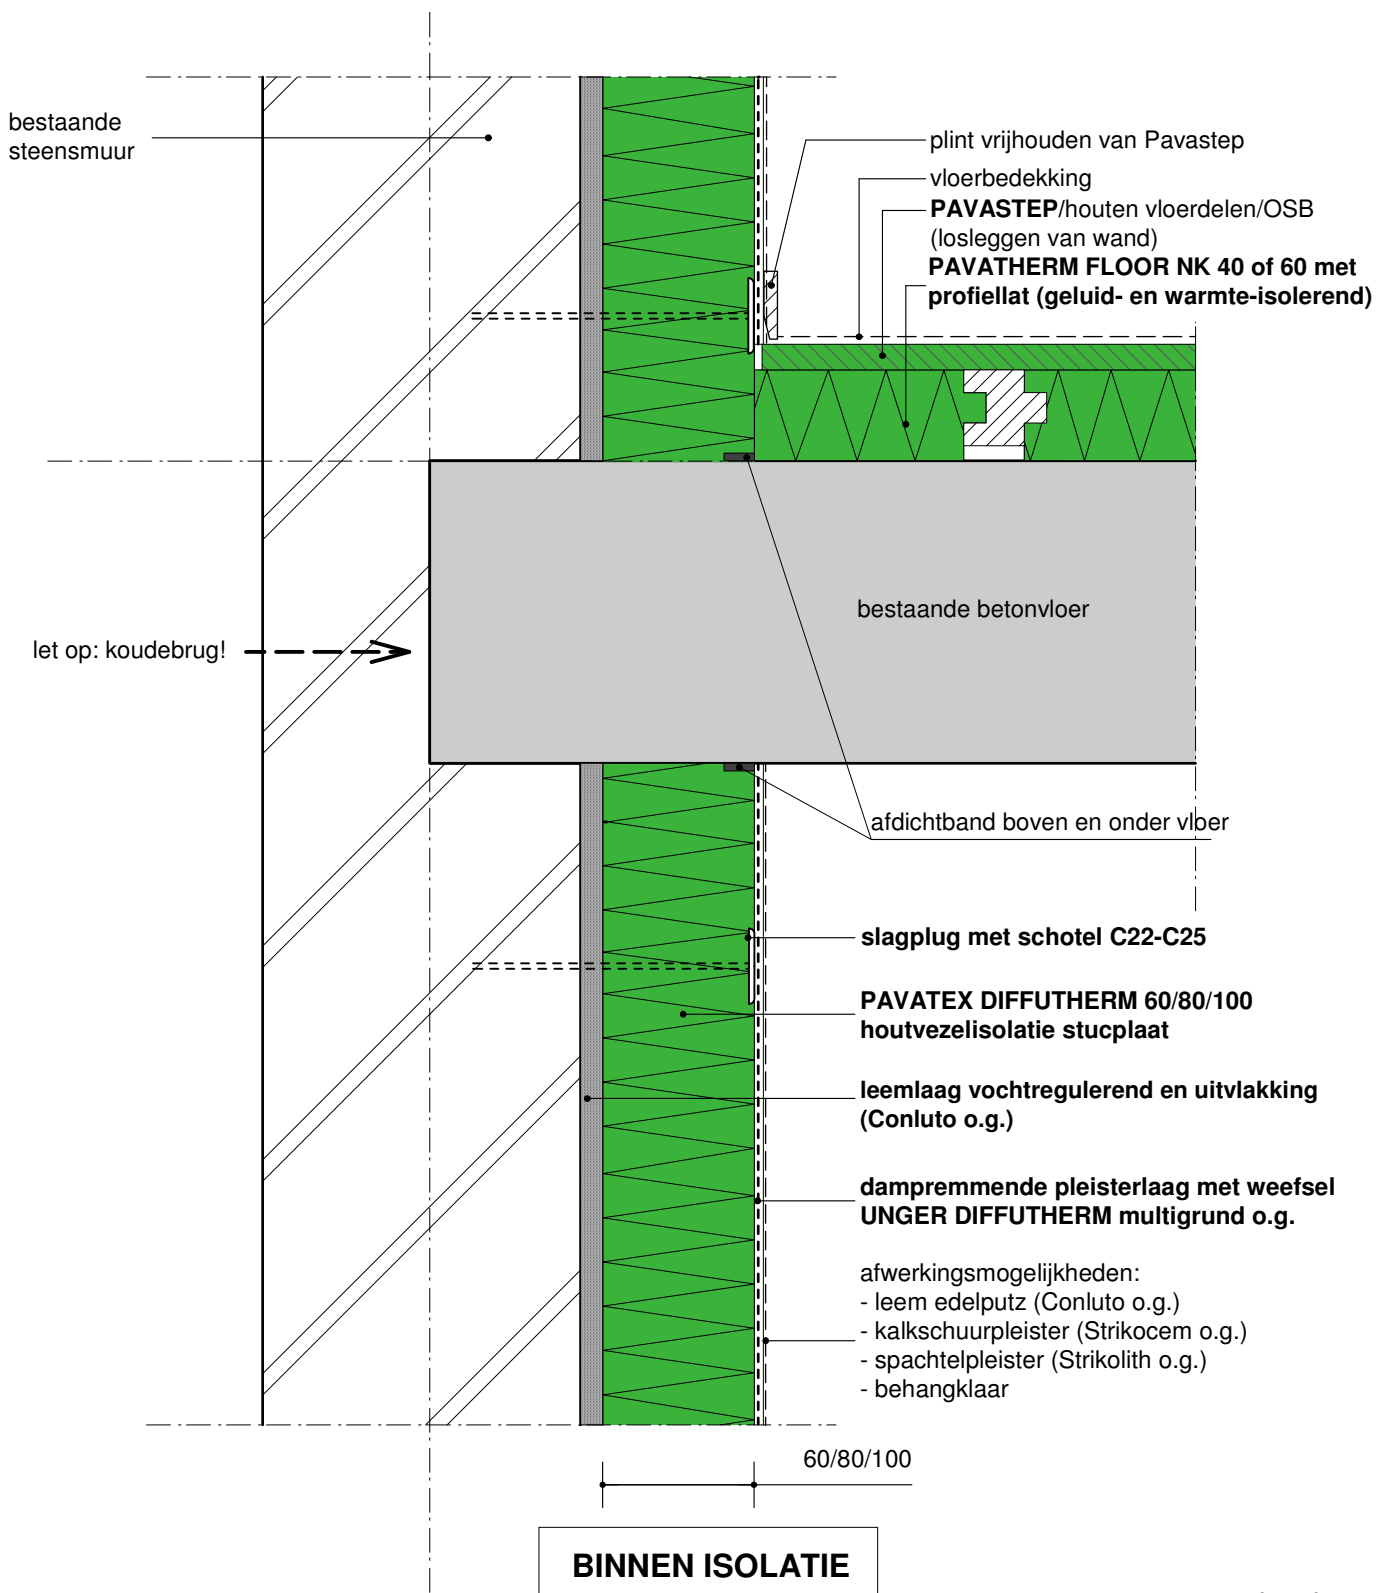 bestaande
steensmuur
plint vrijhouden van Pavastep
vloerbedekking
PAVASTEP/houten vloerdelen/OSB
(losleggen van wand)
PAVATHERM FLOOR NK 40 of 60 met
profiellat (geluid- en warmte-isolerend)
bestaande betonvloer
let op: koudebrug!
afdichtband boven en onder vloer
slagplug met schotel C22-C25
PAVATEX DIFFUTHERM 60/80/100
houtvezelisolatie stucplaat
leemlaag vochtregulerend en uitvlakking
(Conluto o.g.)
dampremmende pleisterlaag met weefsel
UNGER DIFFUTHERM multigrund o.g.
afwerkingsmogelijkheden:
- leem edelputz (Conluto o.g.)
- kalkschuurpleister (Strikocem o.g.)
- spachtelpleister (Strikolith o.g.)
- behangklaar
60/80/100
BINNEN ISOLATIE